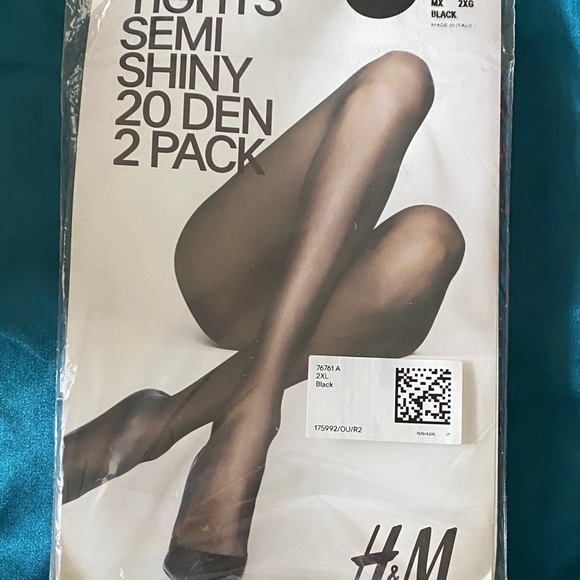 TIGHTS
SEMI
SHINY
20 DEN
2 PACK
MX 2XG
BLACK
MADE IN ITALY
76761 A
2XL
Black
175992/OU/R2
H&M